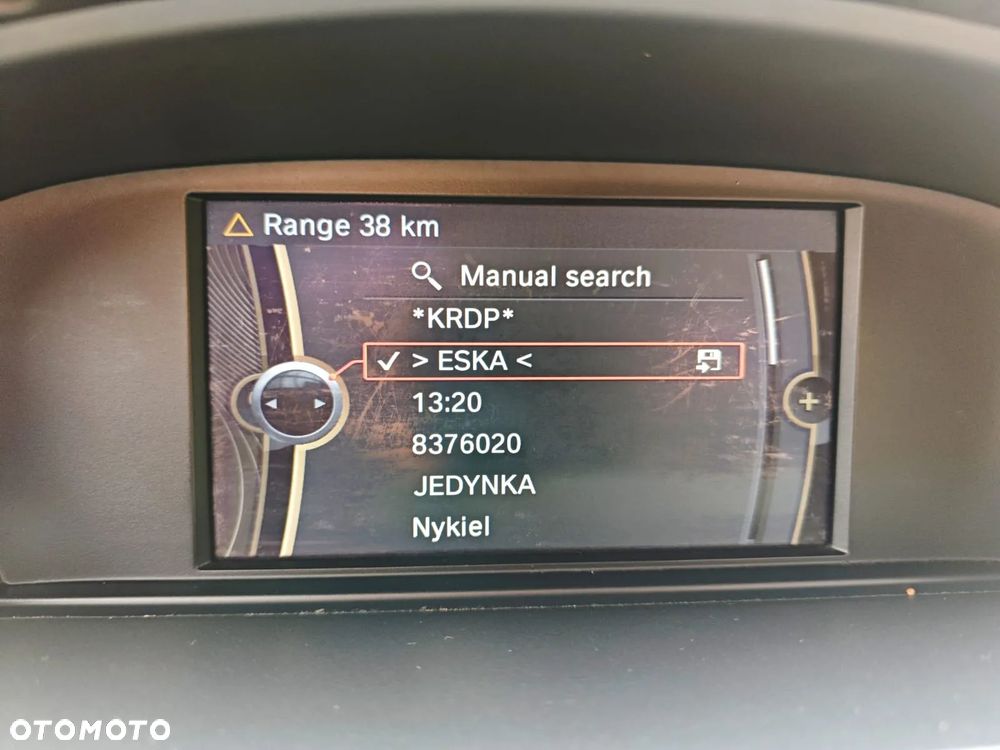 Range 38 km
Manual search
*KRDP*
> ESKA <
13:20
8376020
JEDYNKA
Nykiel
OTOMOTO